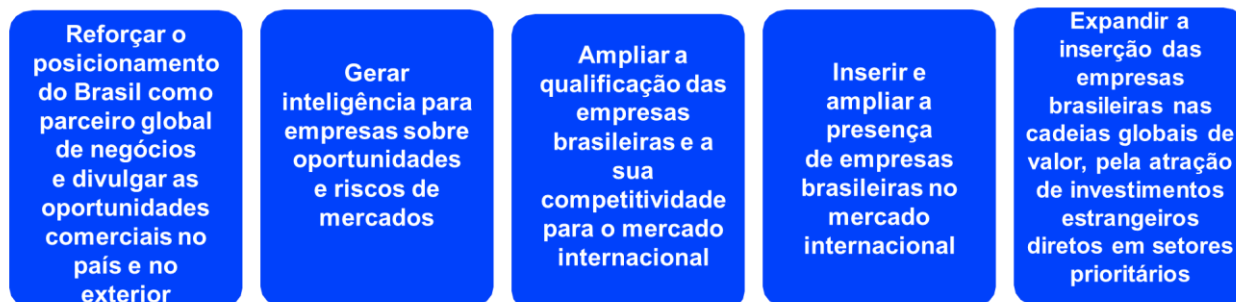 Reforçar o
posicionamento
do Brasil como
parceiro global
de negócios
e divulgar as
oportunidades
comerciais no
país e no
exterior
Gerar
inteligência para
empresas sobre
oportunidades
e riscos de
mercados
Ampliar a
qualificação das
empresas
brasileiras e a
sua
competitividade
para o mercado
internacional
Inserir e
ampliar a
presença
de empresas
brasileiras no
mercado
internacional
Expandir a
inserção das
empresas
brasileiras nas
cadeias globais de
valor, pela atração
de investimentos
estrangeiros
diretos em setores
prioritários